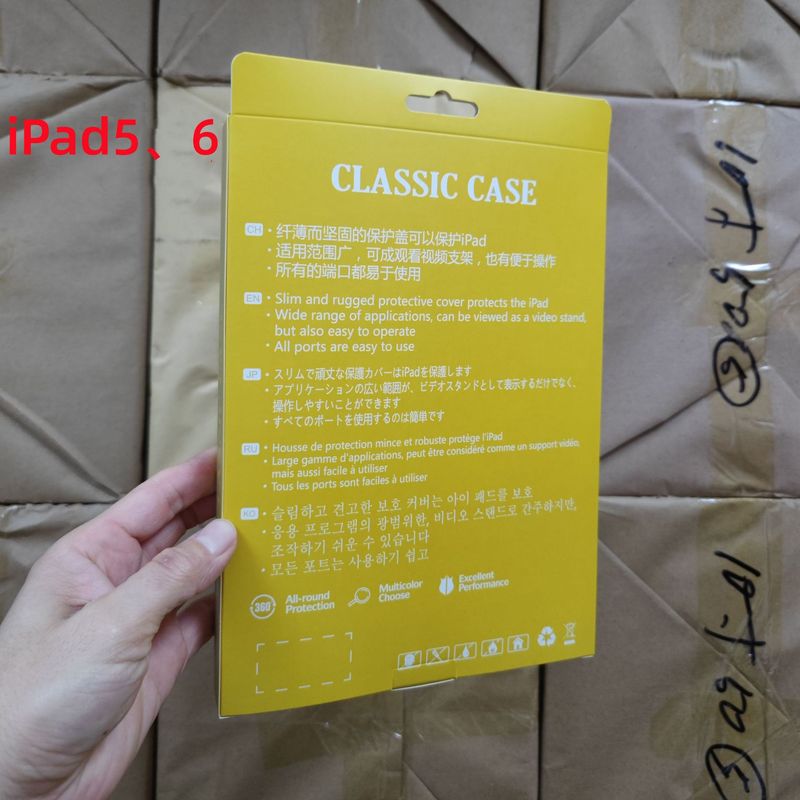 iPad5、6
CLASSIC CASE
CH
・纤薄而坚固的保护盖可以保护iPad
・适用范围广，可成观看视频支架，也有便于操作
・所有的端口都易于使用
EN
• Slim and rugged protective cover protects the iPad
• Wide range of applications, can be viewed as a video stand,
but also easy to operate
• All ports are easy to use
JP
・スリムで頑丈な保護カバーはiPadを保護します
・アプリケーションの広い範囲が、ビデオスタンドとして表示するだけでなく、
操作しやすいことができます
・すべてのポートを使用するのは簡単です
RU
• Housse de protection mince et robuste protège l'iPad
• Large gamme d'applications, peut être considéré comme un support vidéo,
mais aussi facile à utiliser
• Tous les ports sont faciles à utiliser
KO
• 슬림하고 견고한 보호 커버는 아이 패드를 보호
• 응용 프로그램의 광범위한, 비디오 스탠드로 간주하지만,
조작하기 쉬운 수 있습니다
• 모든 포트는 사용하기 쉽고
360°
All-round
Protection
Multicolor
Choose
Excellent
Performance